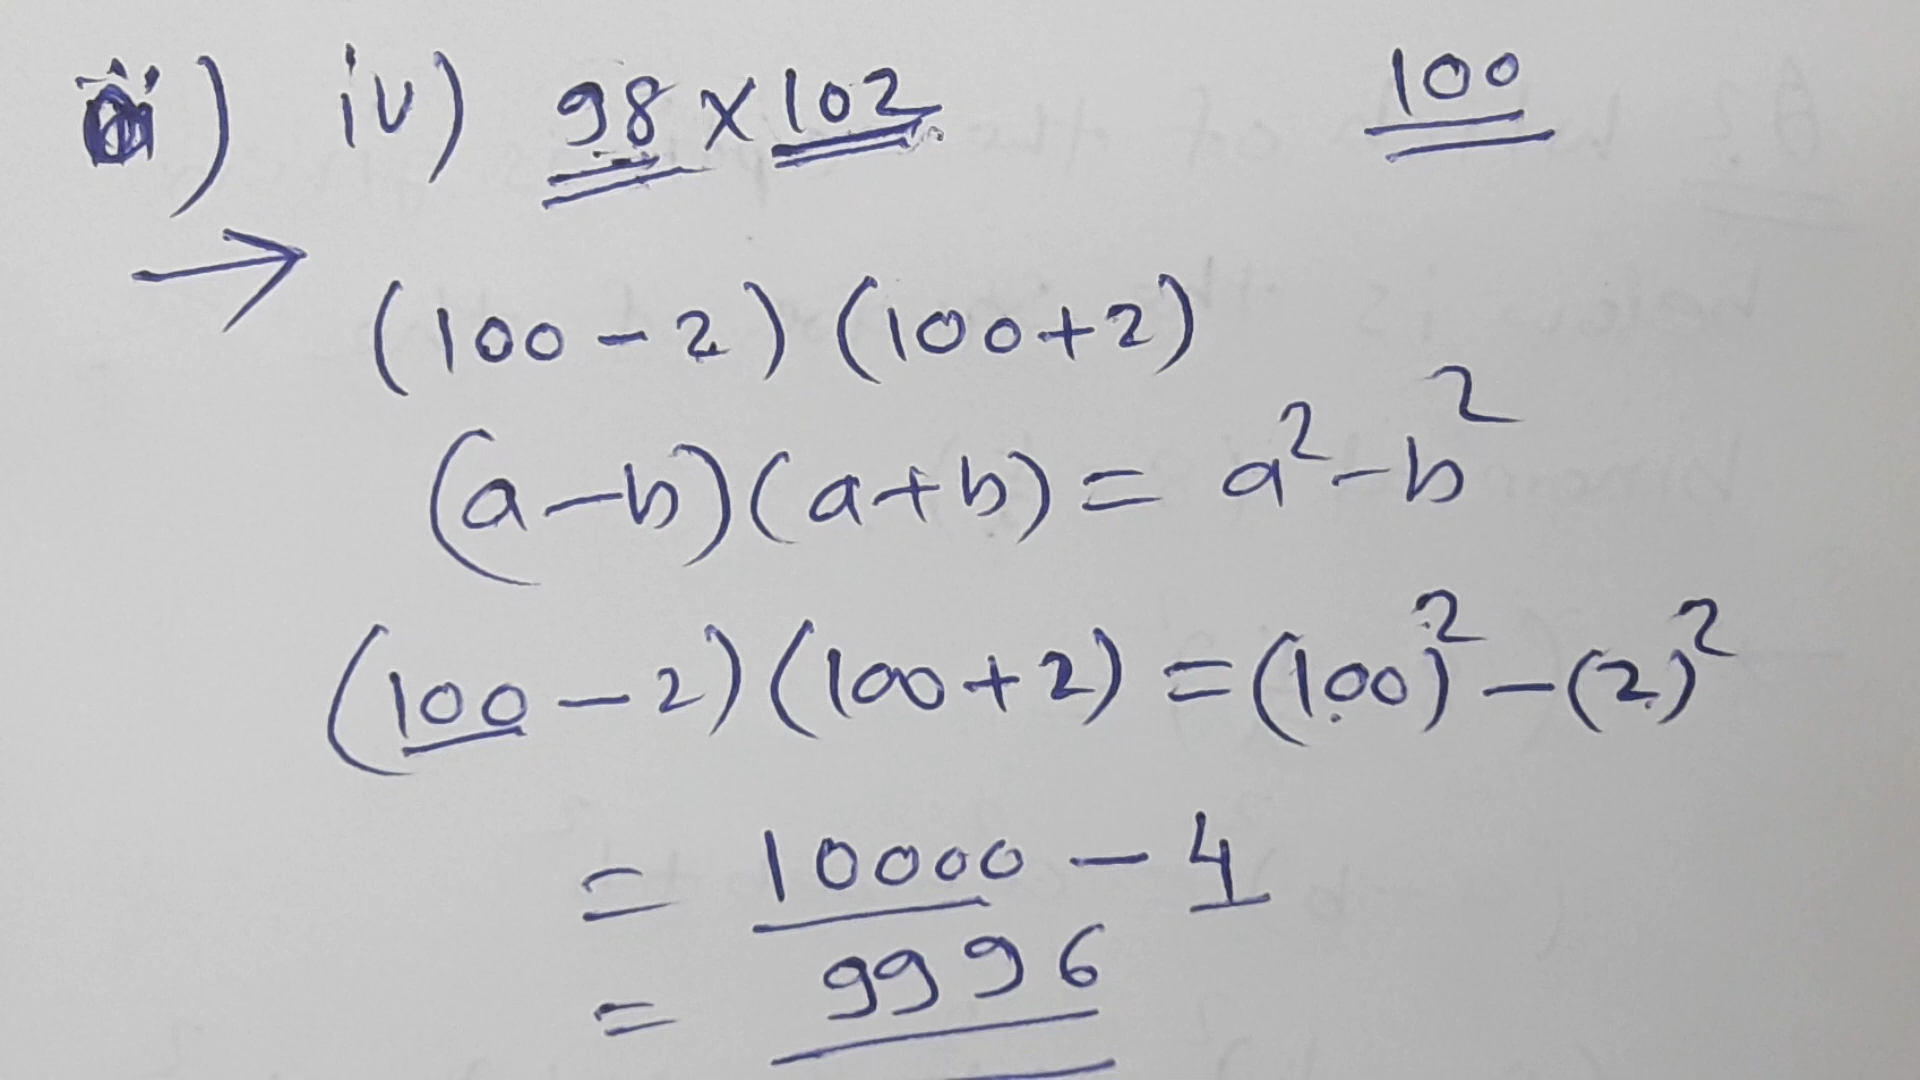 iv) 98 × 102 100
→
(100 - 2) (100 + 2)
(a - b) (a + b) = a² - b²
(100 - 2) (100 + 2) = (100)² - (2)²
= 10000 - 4
= 9996